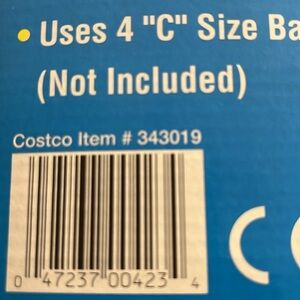 • Uses 4 "C" Size Ba
(Not Included)
Costco Item # 343019
0 47237 00423 4